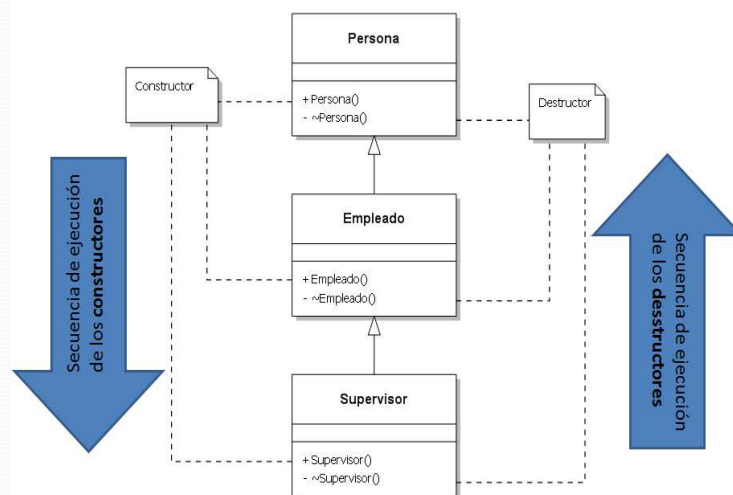 Persona
+ Persona()
- ~Persona()
Constructor
Destructor
Empleado
+ Empleado()
- ~Empleado()
Supervisor
+ Supervisor()
- ~Supervisor()
Secuencia de ejecución
de los constructores
Secuencia de ejecución
de los desstructores